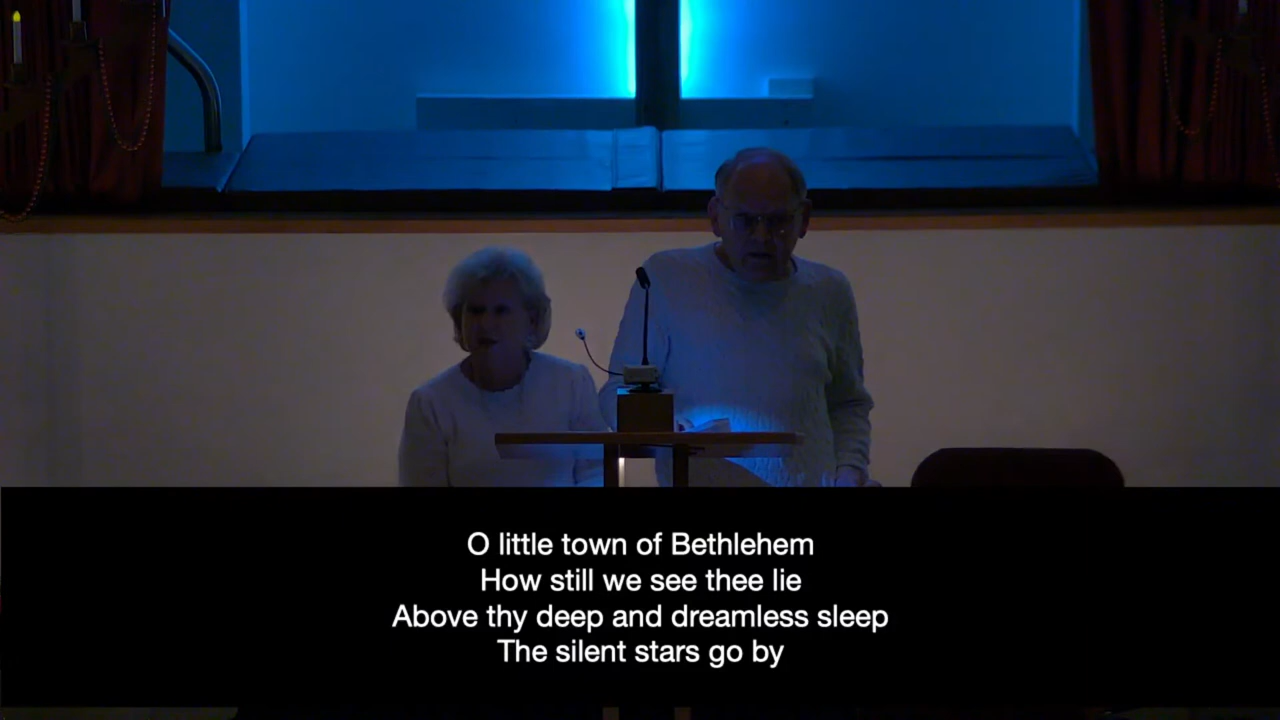 O little town of Bethlehem
How still we see thee lie
Above thy deep and dreamless sleep
The silent stars go by